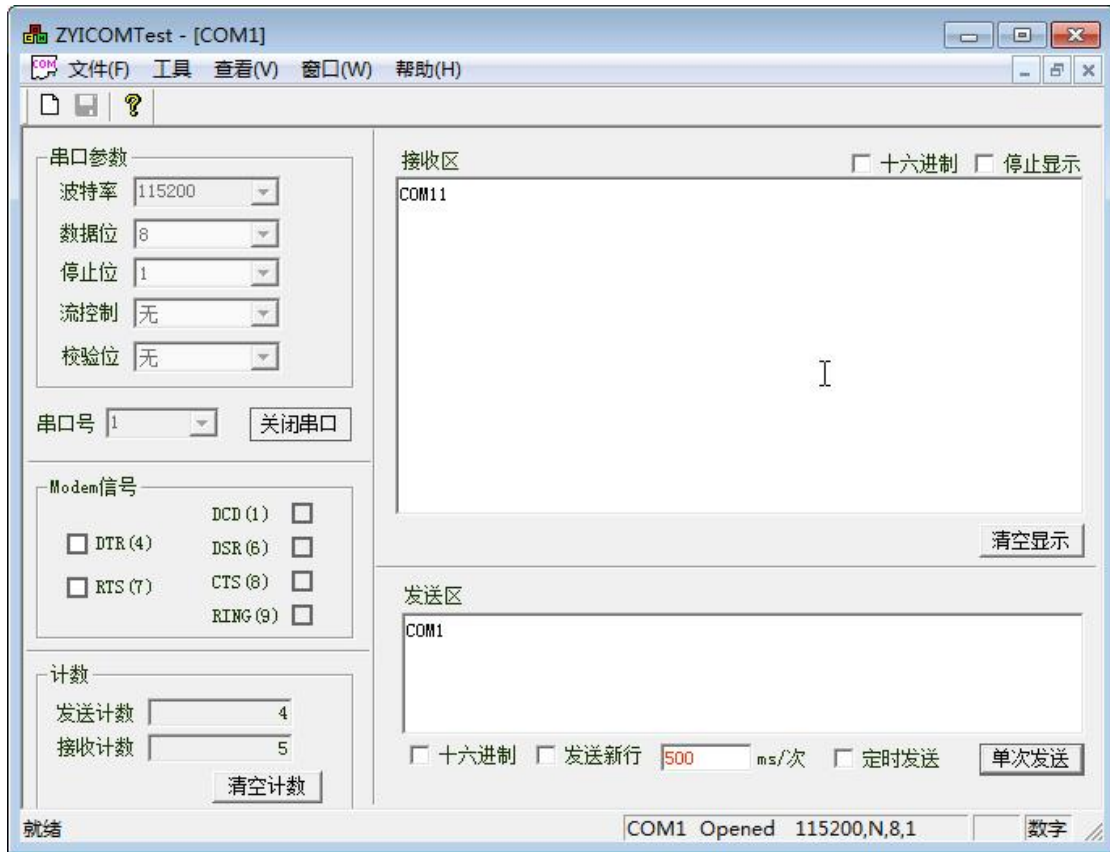 ZYICOMTest - [COM1]
COM 文件(F) 工具 查看(V) 窗口(W) 帮助(H)
串口参数
波特率 115200
数据位 8
停止位 1
流控制 无
校验位 无
串口号 1 关闭串口
Modem信号
DCD(1)
DTR(4) DSR(6)
RTS(7) CTS(8)
RING(9)
计数
发送计数 4
接收计数 5
清空计数
接收区 十六进制 停止显示
COM11
清空显示
发送区
COM1
十六进制 发送新行 500 ms/次 定时发送 单次发送
就绪 COM1 Opened 115200,N,8,1 数字